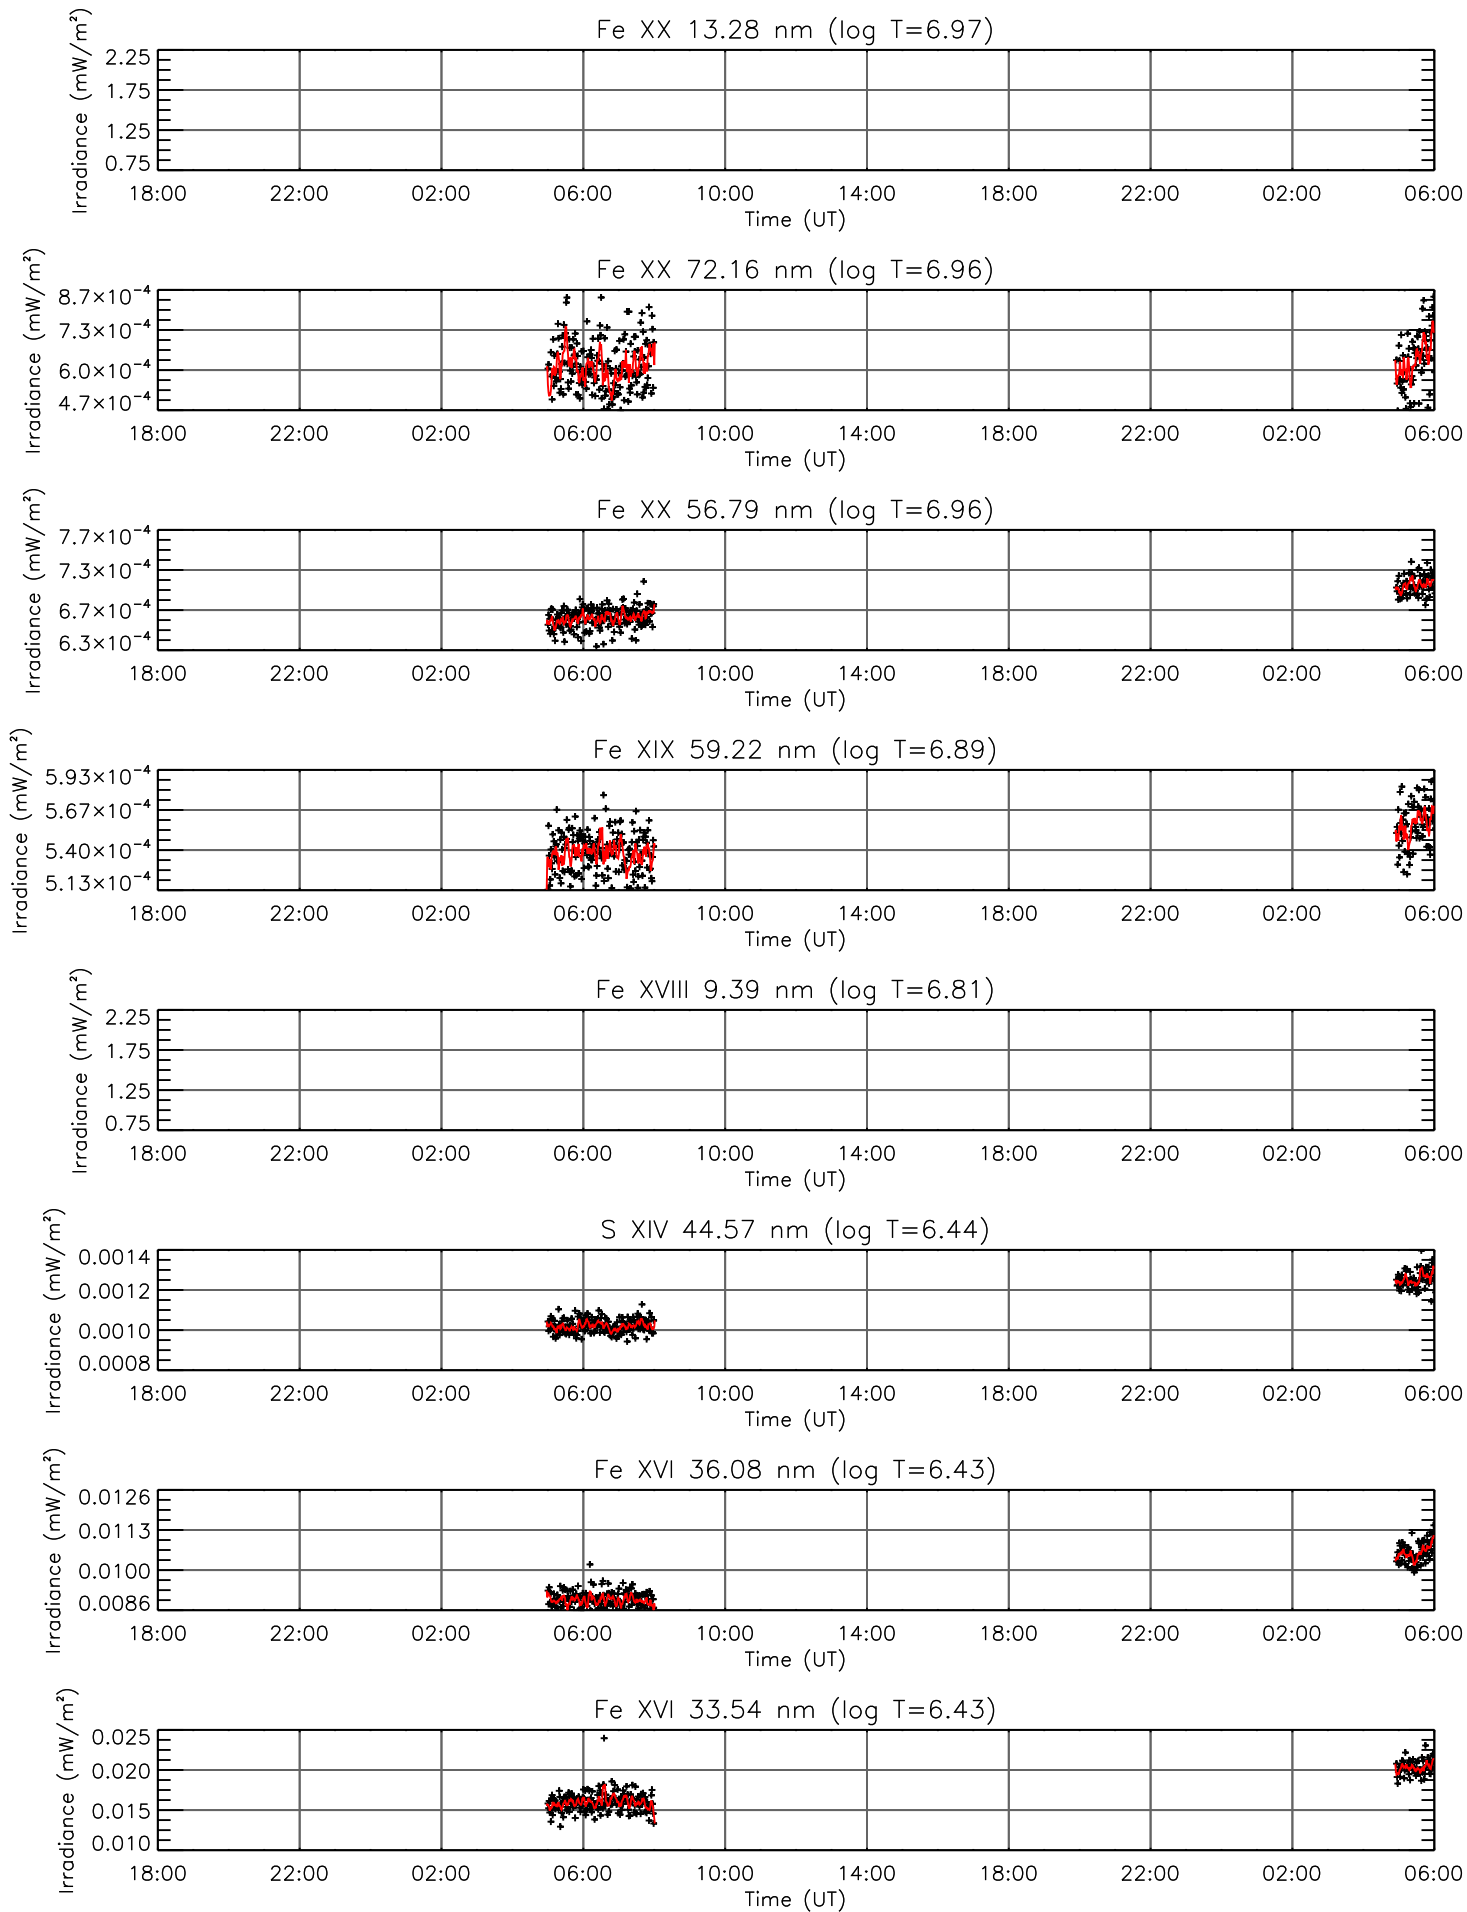 Fe XX 13.28 nm (log T=6.97)
Irradiance (mW/m²)
2.25
1.75
1.25
0.75
18:00 22:00 02:00 06:00 10:00 14:00 18:00 22:00 02:00 06:00
Time (UT)
Fe XX 72.16 nm (log T=6.96)
Irradiance (mW/m²)
8.7×10⁻⁴
7.3×10⁻⁴
6.0×10⁻⁴
4.7×10⁻⁴
18:00 22:00 02:00 06:00 10:00 14:00 18:00 22:00 02:00 06:00
Time (UT)
Fe XX 56.79 nm (log T=6.96)
Irradiance (mW/m²)
7.7×10⁻⁴
7.3×10⁻⁴
6.7×10⁻⁴
6.3×10⁻⁴
18:00 22:00 02:00 06:00 10:00 14:00 18:00 22:00 02:00 06:00
Time (UT)
Fe XIX 59.22 nm (log T=6.89)
Irradiance (mW/m²)
5.93×10⁻⁴
5.67×10⁻⁴
5.40×10⁻⁴
5.13×10⁻⁴
18:00 22:00 02:00 06:00 10:00 14:00 18:00 22:00 02:00 06:00
Time (UT)
Fe XVIII 9.39 nm (log T=6.81)
Irradiance (mW/m²)
2.25
1.75
1.25
0.75
18:00 22:00 02:00 06:00 10:00 14:00 18:00 22:00 02:00 06:00
Time (UT)
S XIV 44.57 nm (log T=6.44)
Irradiance (mW/m²)
0.0014
0.0012
0.0010
0.0008
18:00 22:00 02:00 06:00 10:00 14:00 18:00 22:00 02:00 06:00
Time (UT)
Fe XVI 36.08 nm (log T=6.43)
Irradiance (mW/m²)
0.0126
0.0113
0.0100
0.0086
18:00 22:00 02:00 06:00 10:00 14:00 18:00 22:00 02:00 06:00
Time (UT)
Fe XVI 33.54 nm (log T=6.43)
Irradiance (mW/m²)
0.025
0.020
0.015
0.010
18:00 22:00 02:00 06:00 10:00 14:00 18:00 22:00 02:00 06:00
Time (UT)